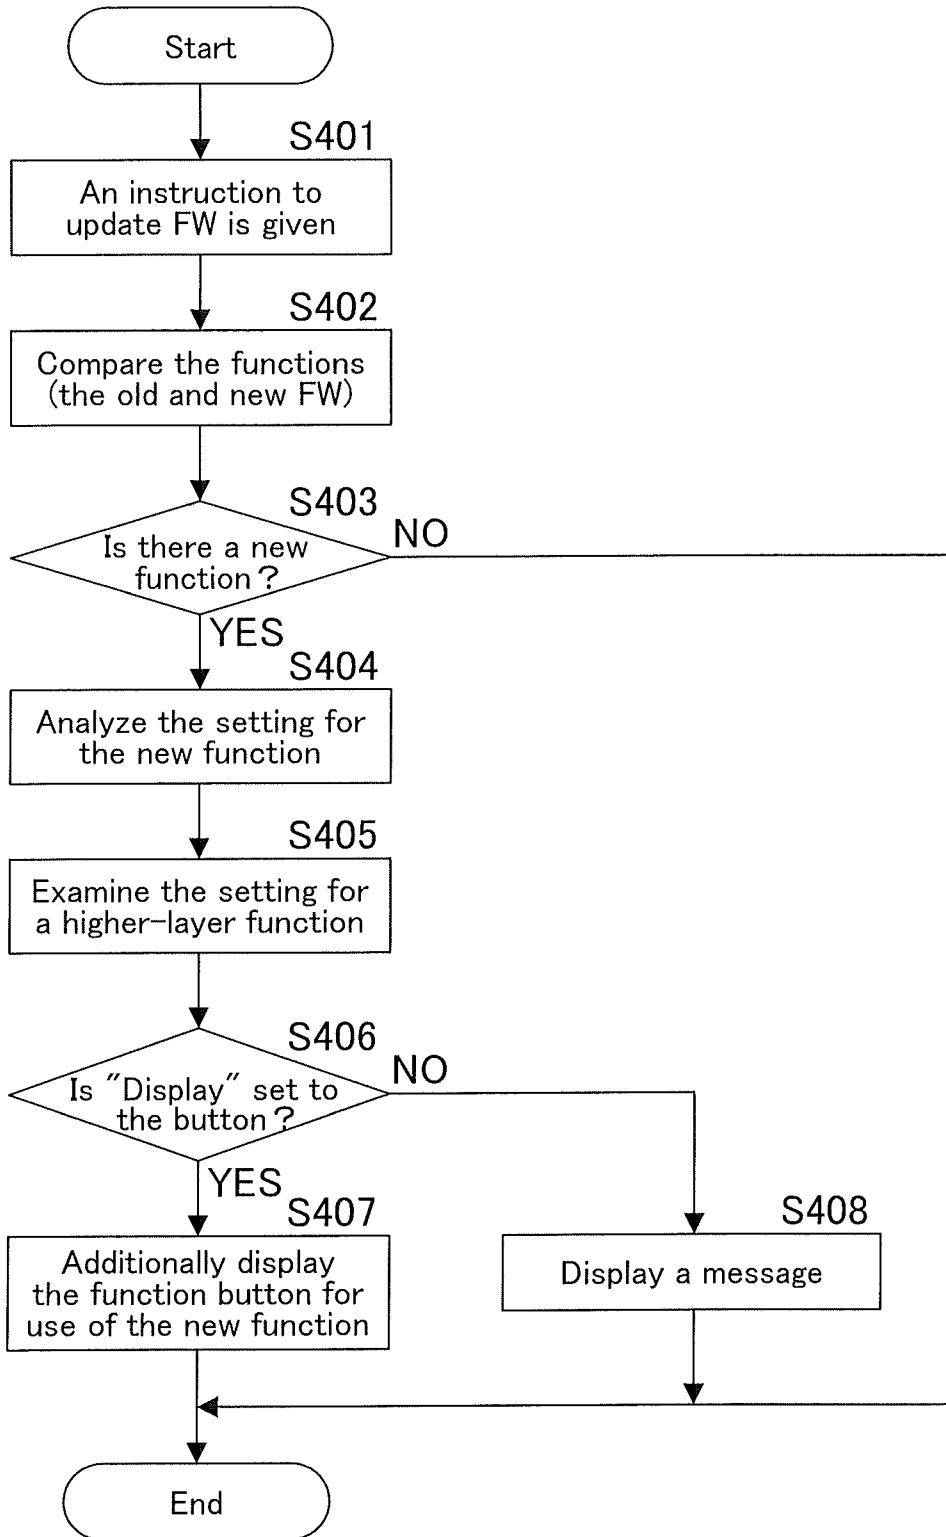 Start
S401
An instruction to
update FW is given
S402
Compare the functions
(the old and new FW)
S403
Is there a new
function?
NO
YES
S404
Analyze the setting for
the new function
S405
Examine the setting for
a higher-layer function
S406
Is "Display" set to
the button?
NO
YES
S407
Additionally display
the function button for
use of the new function
S408
Display a message
End